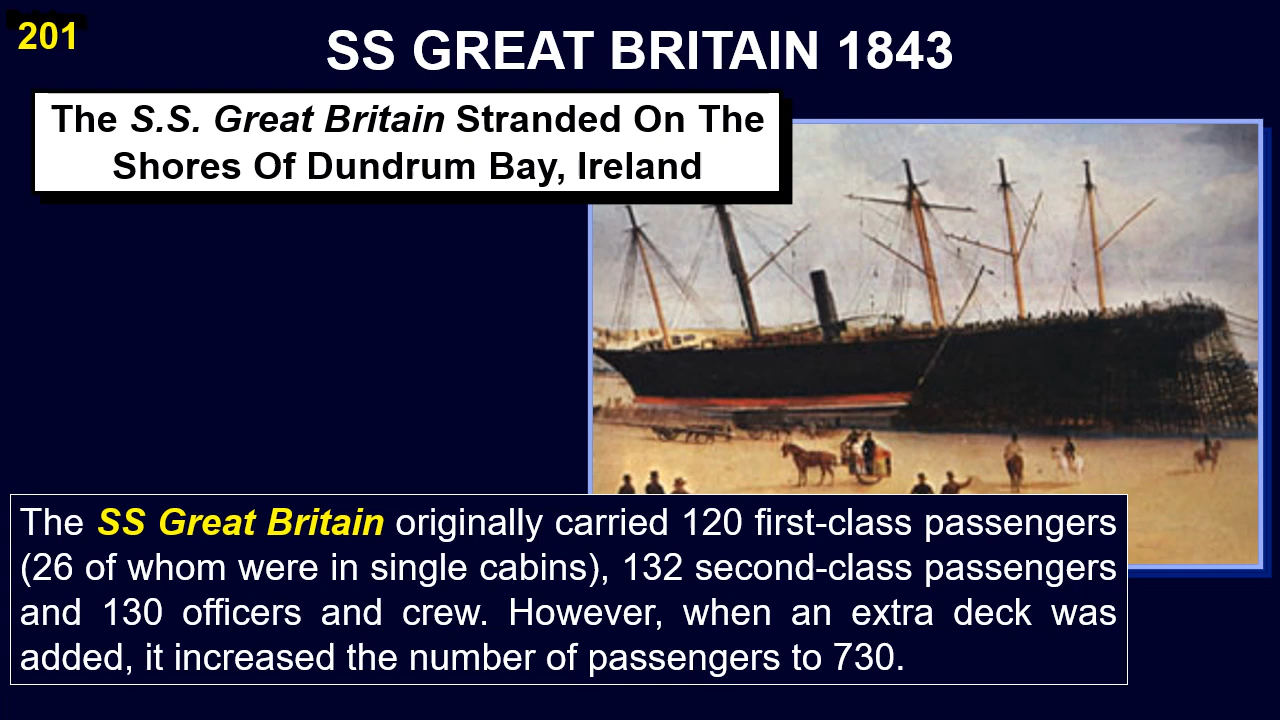 201
SS GREAT BRITAIN 1843
The S.S. Great Britain Stranded On The
Shores Of Dundrum Bay, Ireland
The SS Great Britain originally carried 120 first-class passengers
(26 of whom were in single cabins), 132 second-class passengers
and 130 officers and crew. However, when an extra deck was
added, it increased the number of passengers to 730.